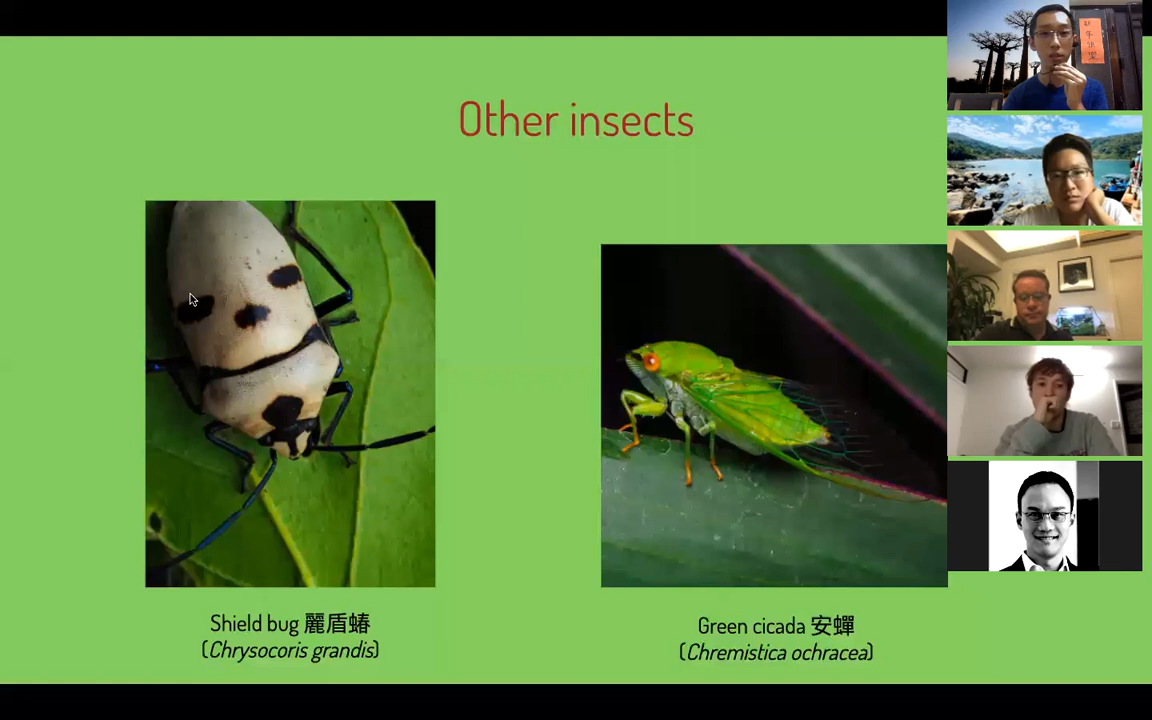 Other insects
Shield bug 麗盾蝽
(Chrysocoris grandis)
Green cicada 安蟬
(Chremistica ochracea)